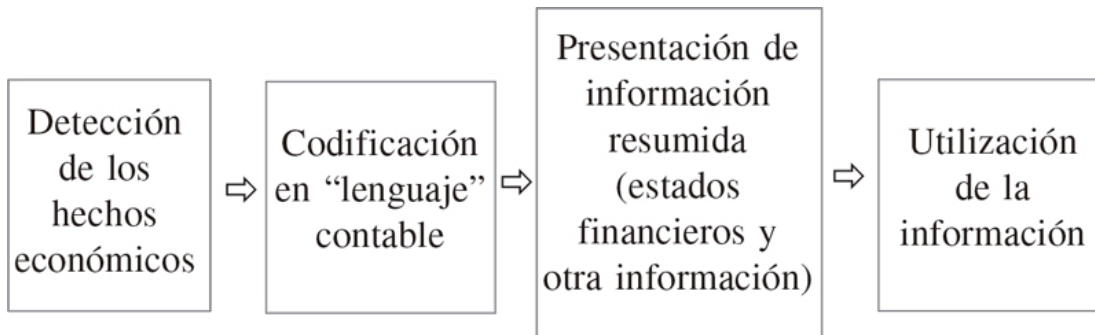 Detección
de los
hechos
económicos
Codificación
en “lenguaje”
contable
Presentación de
información
resumida
(estados
financieros y
otra información)
Utilización
de la
información